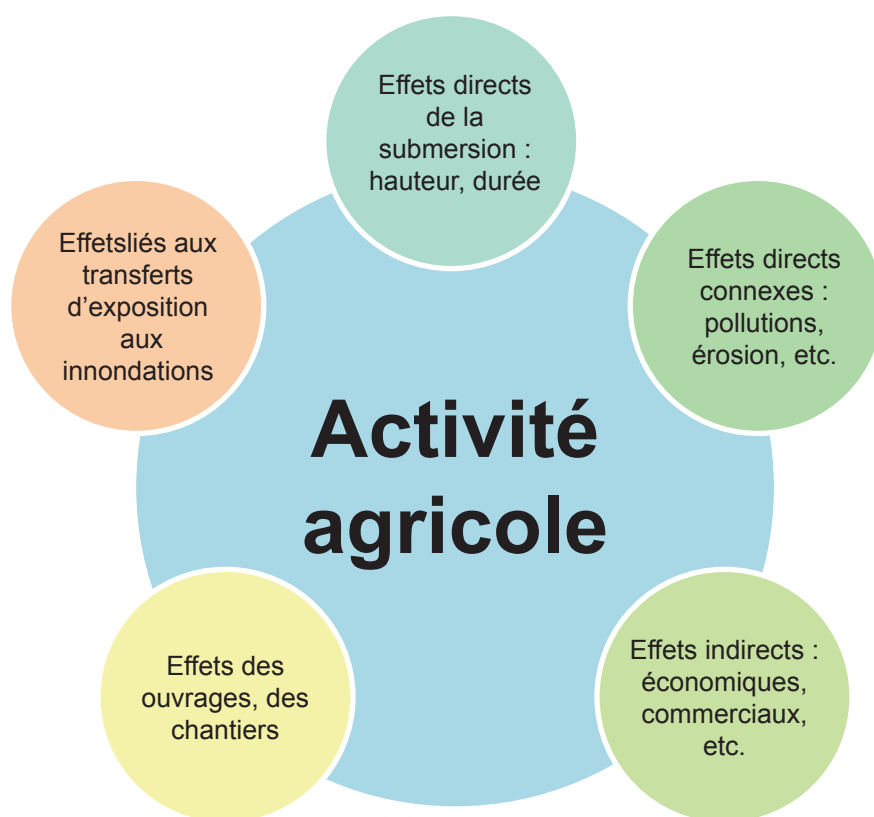 Effets directs
de la
submersion :
hauteur, durée
Effetsliés aux
transferts
d’exposition
aux
innondations
Effets directs
connexes :
pollutions,
érosion, etc.
Activité
agricole
Effets des
ouvrages, des
chantiers
Effets indirects :
économiques,
commerciaux,
etc.